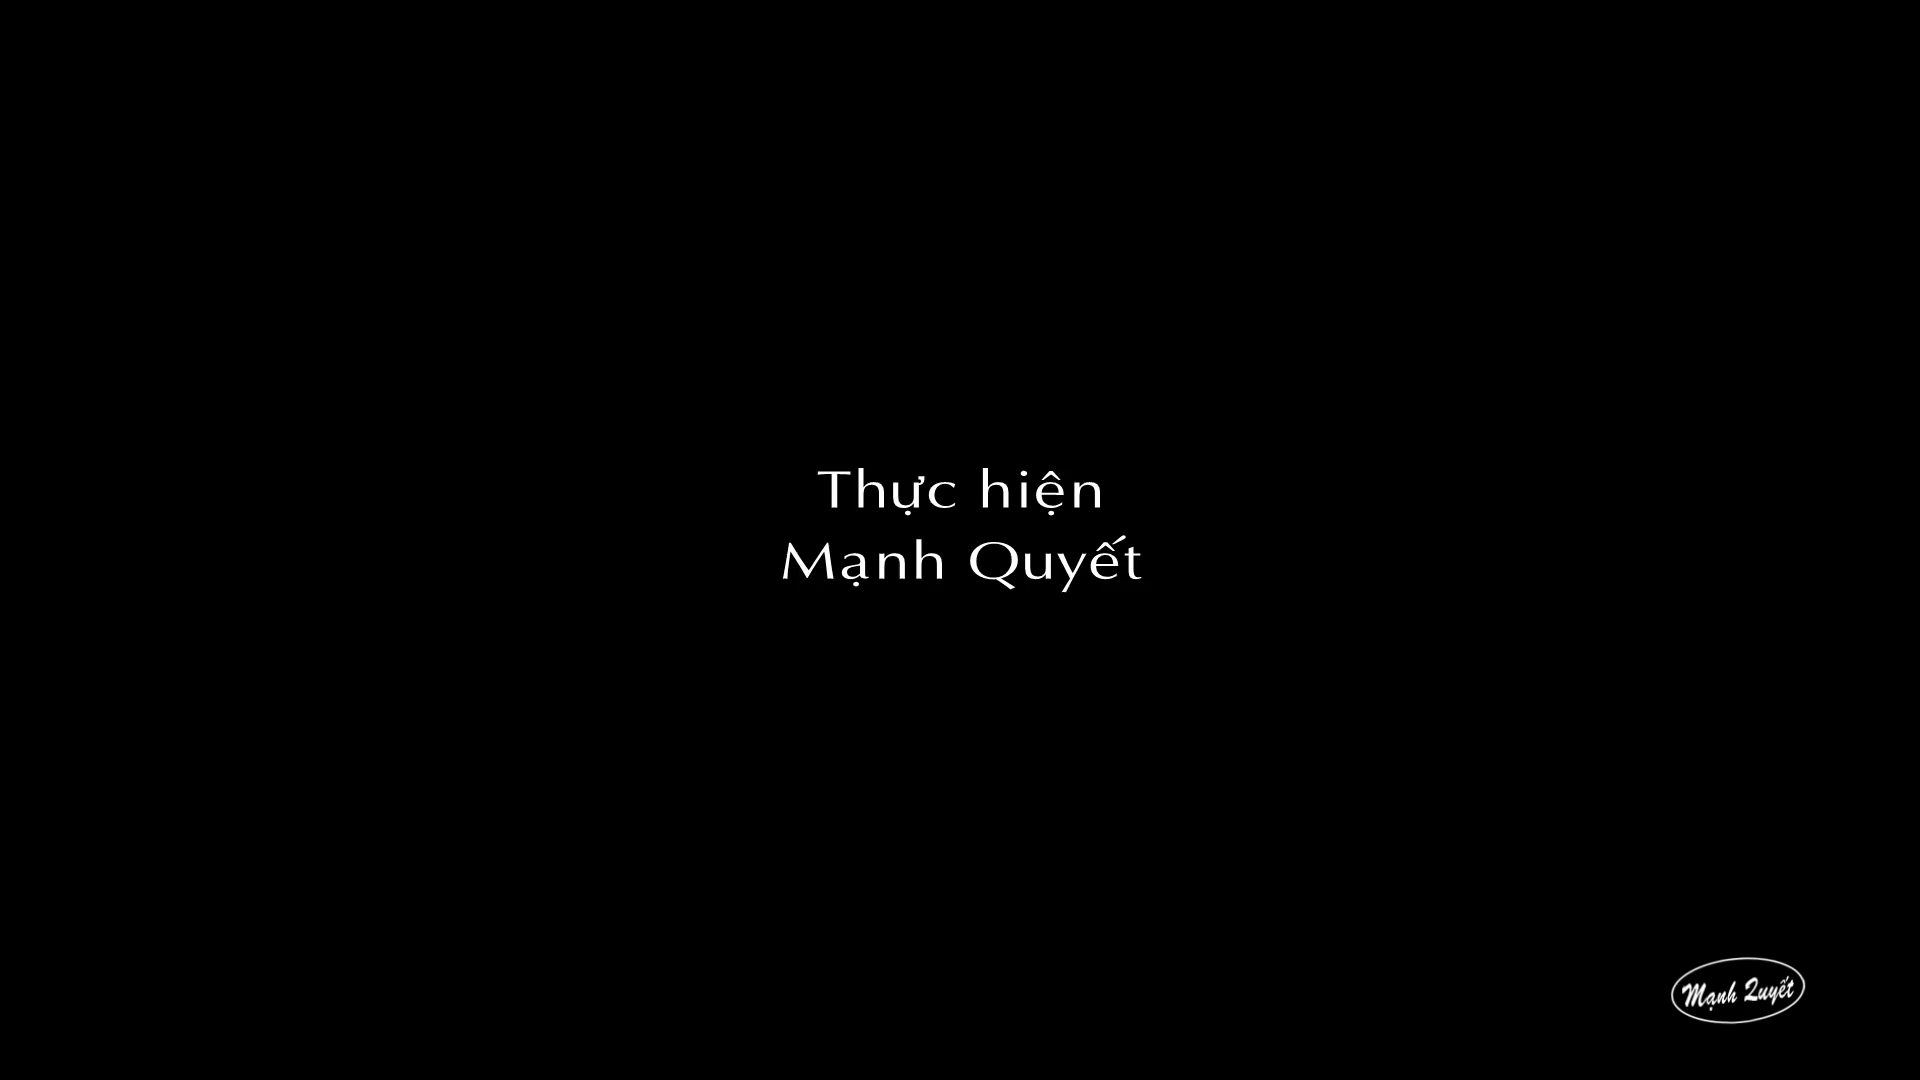 Thực hiện
Mạnh Quyết
Mạnh Quyết